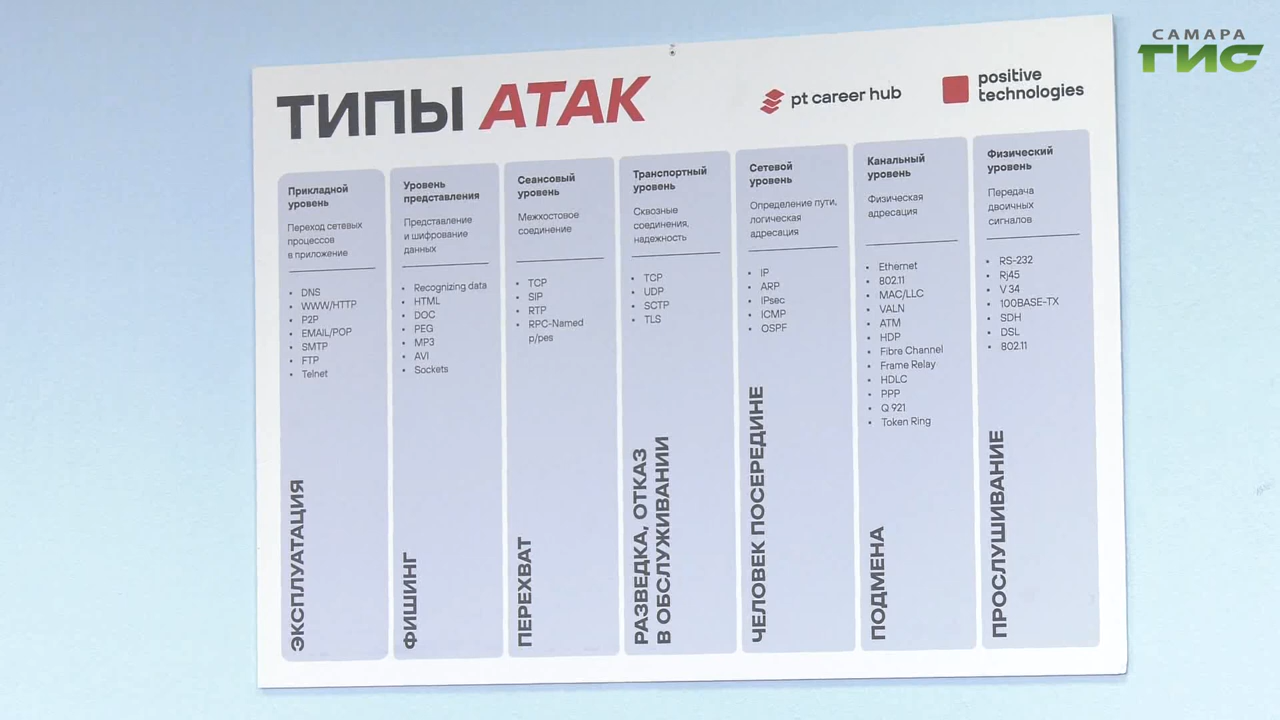 САМАРА
ГИС
ТИПЫ АТАК
pt career hub
positive
technologies
Прикладной
уровень
Переход сетевых
процессов
в приложение
• DNS
• WWW/HTTP
• P2P
• EMAIL/POP
• SMTP
• FTP
• Telnet
ЭКСПЛУАТАЦИЯ
Уровень
представления
Представление
и шифрование
данных
• Recognizing data
• HTML
• DOC
• PEG
• MP3
• AVI
• Sockets
ФИШИНГ
Сеансовый
уровень
Межхостовое
соединение
• TCP
• SIP
• RTP
• RPC-Named
p/pes
ПЕРЕХВАТ
Транспортный
уровень
Сквозные
соединения,
надежность
• TCP
• UDP
• SCTP
• TLS
РАЗВЕДКА, ОТКАЗ
В ОБСЛУЖИВАНИИ
Сетевой
уровень
Определение пути,
логическая
адресация
• IP
• ARP
• IPsec
• ICMP
• OSPF
ЧЕЛОВЕК ПОСЕРЕДИНЕ
Канальный
уровень
Физическая
адресация
• Ethernet
• 802.11
• MAC/LLC
• VALN
• ATM
• HDP
• Fibre Channel
• Frame Relay
• HDLC
• PPP
• Q 921
• Token Ring
ПОДМЕНА
Физический
уровень
Передача
двоичных
сигналов
• RS-232
• Rj45
• V 34
• 100BASE-TX
• SDH
• DSL
• 802.11
ПРОСЛУШИВАНИЕ